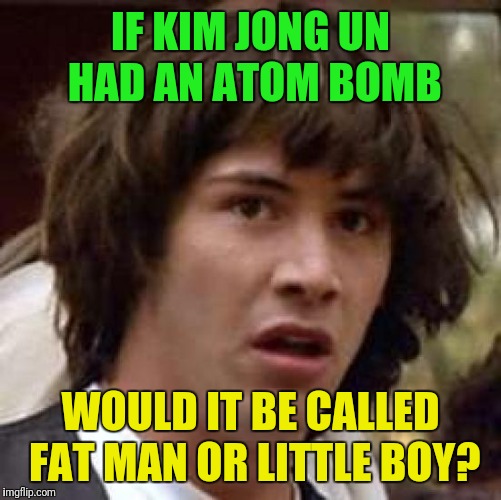 IF KIM JONG UN
HAD AN ATOM BOMB
WOULD IT BE CALLED
FAT MAN OR LITTLE BOY?
imgflip.com